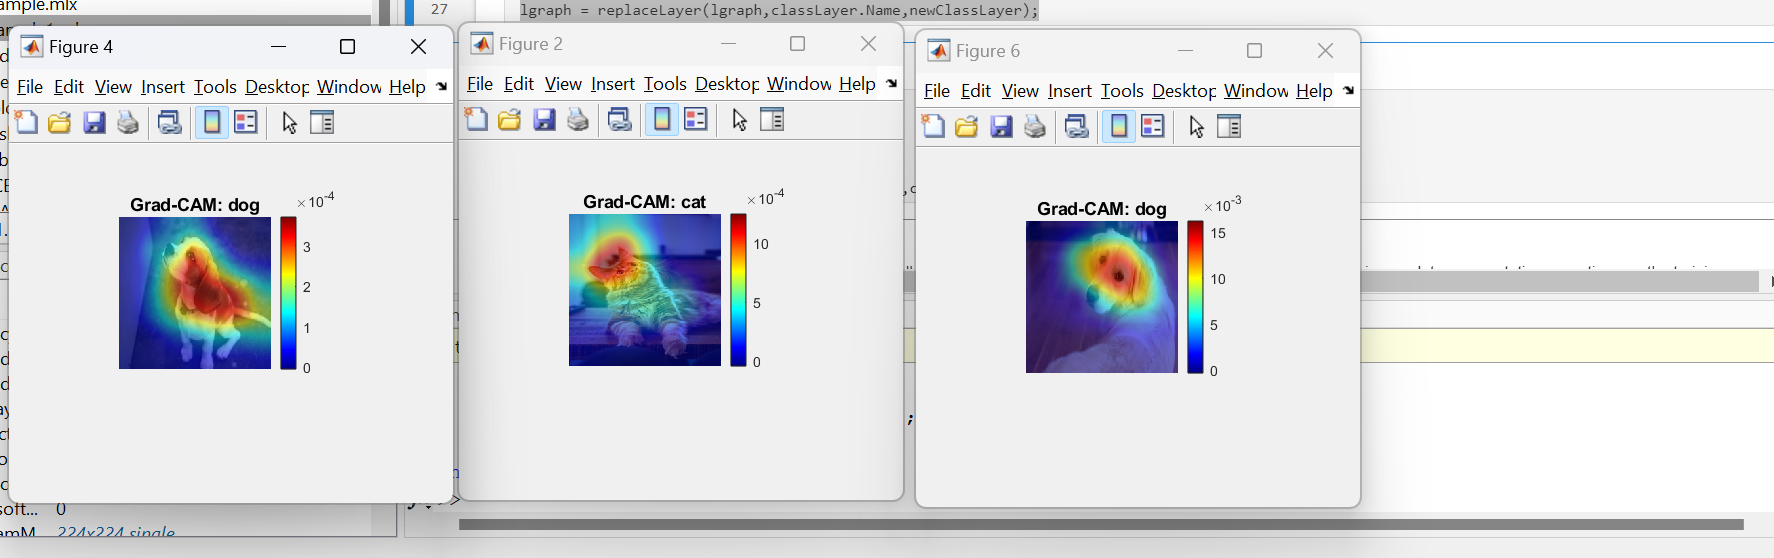 ample.mlx
27
lgraph = replaceLayer(lgraph,classLayer.Name,newClassLayer);
Figure 4
File Edit View Insert Tools Desktop Window Help
Grad-CAM: dog
×10-4
3
2
1
0
Figure 2
File Edit View Insert Tools Desktop Window Help
Grad-CAM: cat
×10-4
10
5
0
Figure 6
File Edit View Insert Tools Desktop Window Help
Grad-CAM: dog
×10-3
15
10
5
0
;
>
soft... 0
amM... 224x224 single